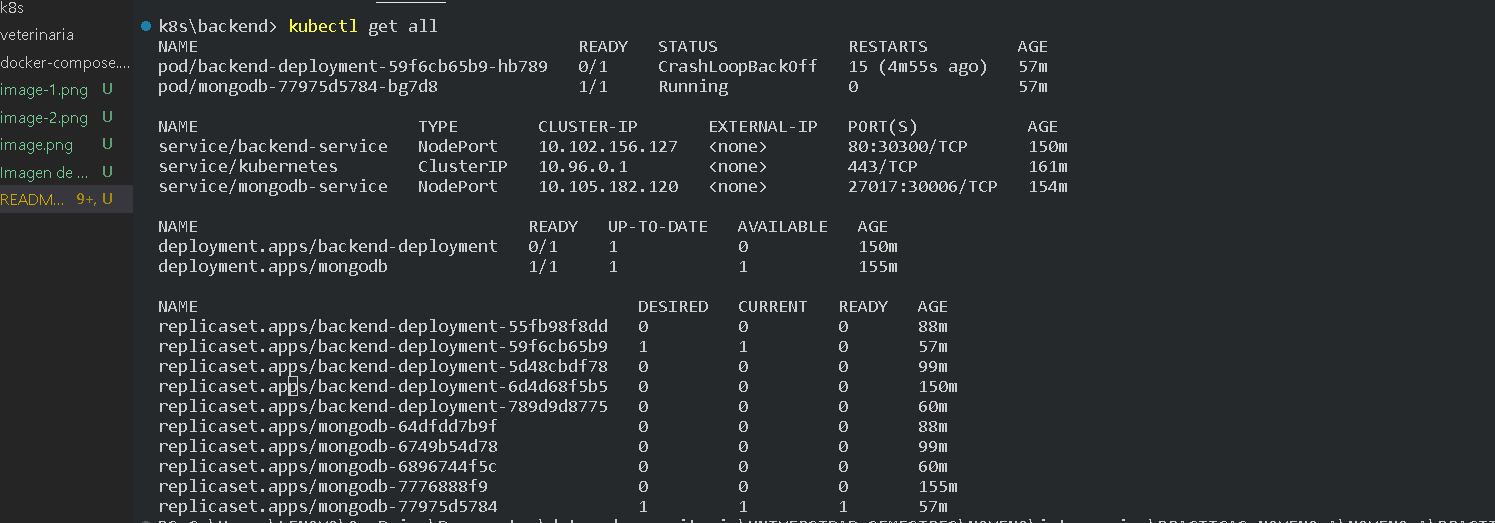 k8s
veterinaria
docker-compose....
image-1.png U
image-2.png U
image.png U
Imagen de ... U
READM... 9+, U
k8s\backend> kubectl get all
NAME READY STATUS RESTARTS AGE
pod/backend-deployment-59f6cb65b9-hb789 0/1 CrashLoopBackOff 15 (4m55s ago) 57m
pod/mongodb-77975d5784-bg7d8 1/1 Running 0 57m
NAME TYPE CLUSTER-IP EXTERNAL-IP PORT(S) AGE
service/backend-service NodePort 10.102.156.127 <none> 80:30300/TCP 150m
service/kubernetes ClusterIP 10.96.0.1 <none> 443/TCP 161m
service/mongodb-service NodePort 10.105.182.120 <none> 27017:30006/TCP 154m
NAME READY UP-TO-DATE AVAILABLE AGE
deployment.apps/backend-deployment 0/1 1 0 150m
deployment.apps/mongodb 1/1 1 1 155m
NAME DESIRED CURRENT READY AGE
replicaset.apps/backend-deployment-55fb98f8dd 0 0 0 88m
replicaset.apps/backend-deployment-59f6cb65b9 1 1 0 57m
replicaset.apps/backend-deployment-5d48cbdf78 0 0 0 99m
replicaset.apps/backend-deployment-6d4d68f5b5 0 0 0 150m
replicaset.apps/backend-deployment-789d9d8775 0 0 0 60m
replicaset.apps/mongodb-64dfdd7b9f 0 0 0 88m
replicaset.apps/mongodb-6749b54d78 0 0 0 99m
replicaset.apps/mongodb-6896744f5c 0 0 0 60m
replicaset.apps/mongodb-7776888f9 0 0 0 155m
replicaset.apps/mongodb-77975d5784 1 1 1 57m